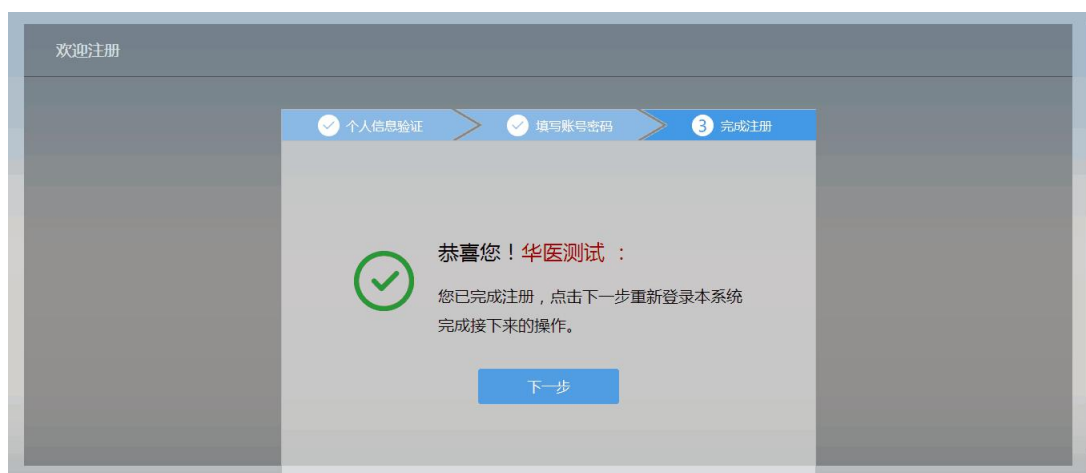 欢迎注册
个人信息验证
填写账号密码
3 完成注册
恭喜您！华医测试 ：
您已完成注册，点击下一步重新登录本系统
完成接下来的操作。
下一步